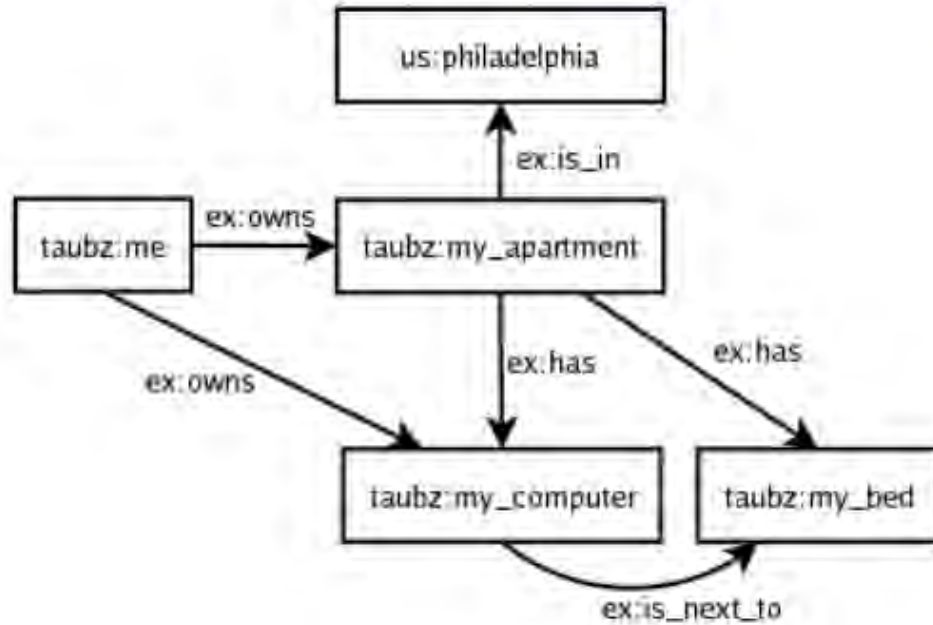 us:philadelphia
ex:is_in
ex:owns
taubz:me
taubz:my_apartment
ex:has
ex:has
ex:owns
taubz:my_computer
taubz:my_bed
ex:is_next_to